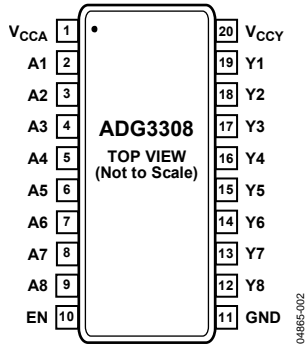 VCCA 1 20 VCCY
A1 2 19 Y1
A2 3 18 Y2
A3 4 ADG3308 17 Y3
A4 5 TOP VIEW 16 Y4
(Not to Scale)
A5 6 15 Y5
A6 7 14 Y6
A7 8 13 Y7
A8 9 12 Y8
EN 10 11 GND
04865-002